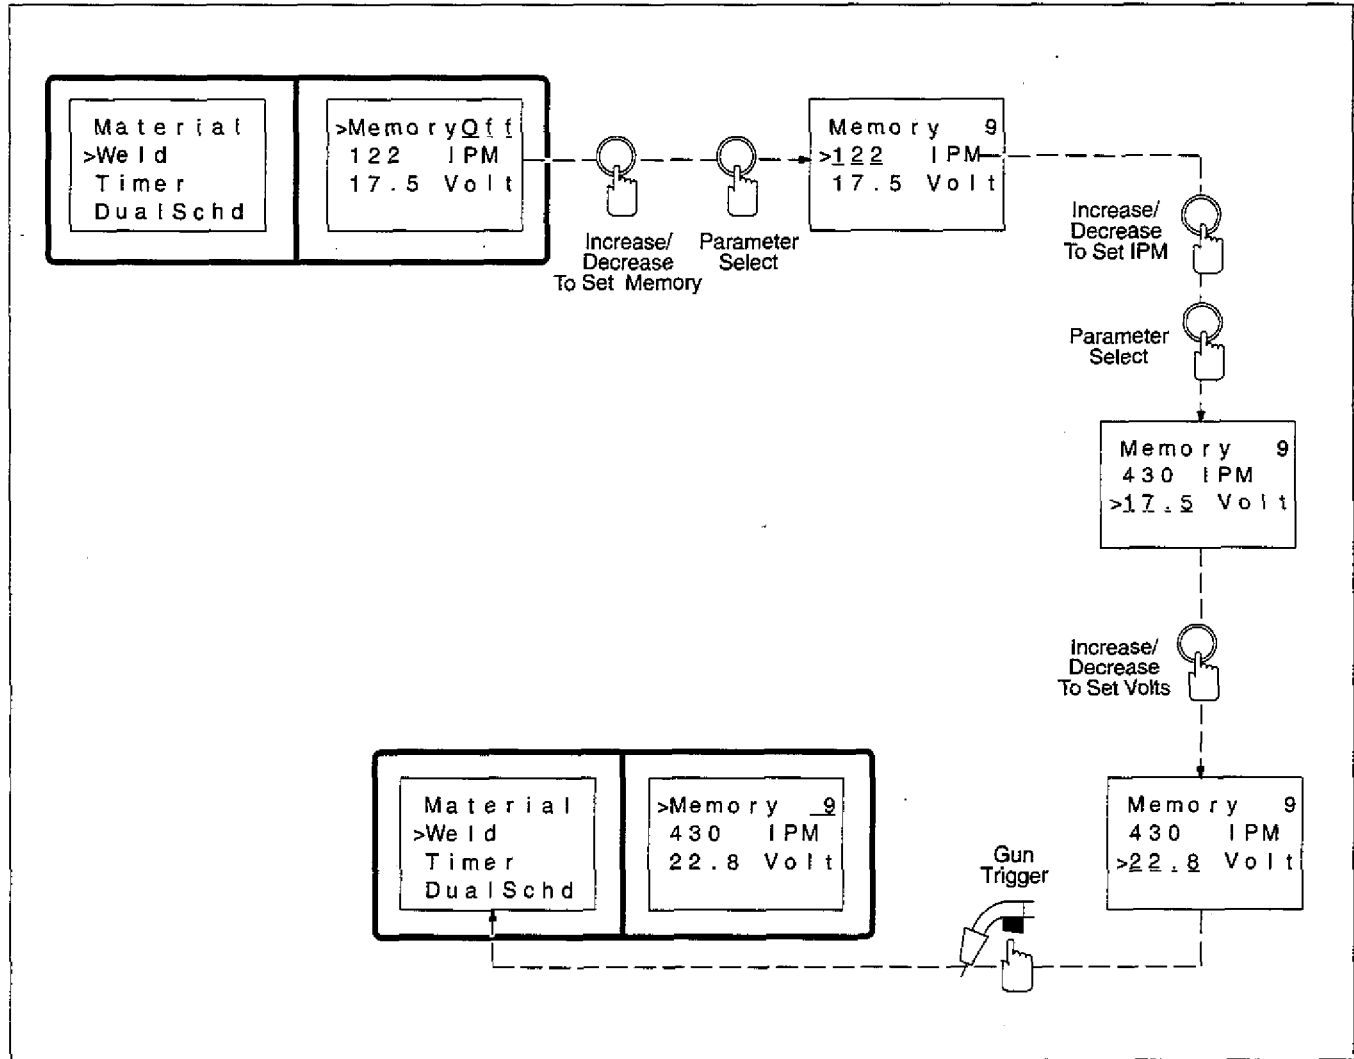 Material
>Weld
Timer
DualSchd
>MemoryOff
122 IPM
17.5 Volt
Increase/
Decrease
To Set Memory
Parameter
Select
Memory 9
>122 IPM
17.5 Volt
Increase/
Decrease
To Set IPM
Parameter
Select
Memory 9
430 IPM
>17.5 Volt
Increase/
Decrease
To Set Volts
Memory 9
430 IPM
>22.8 Volt
Gun
Trigger
Material
>Weld
Timer
DualSchd
>Memory 9
430 IPM
22.8 Volt